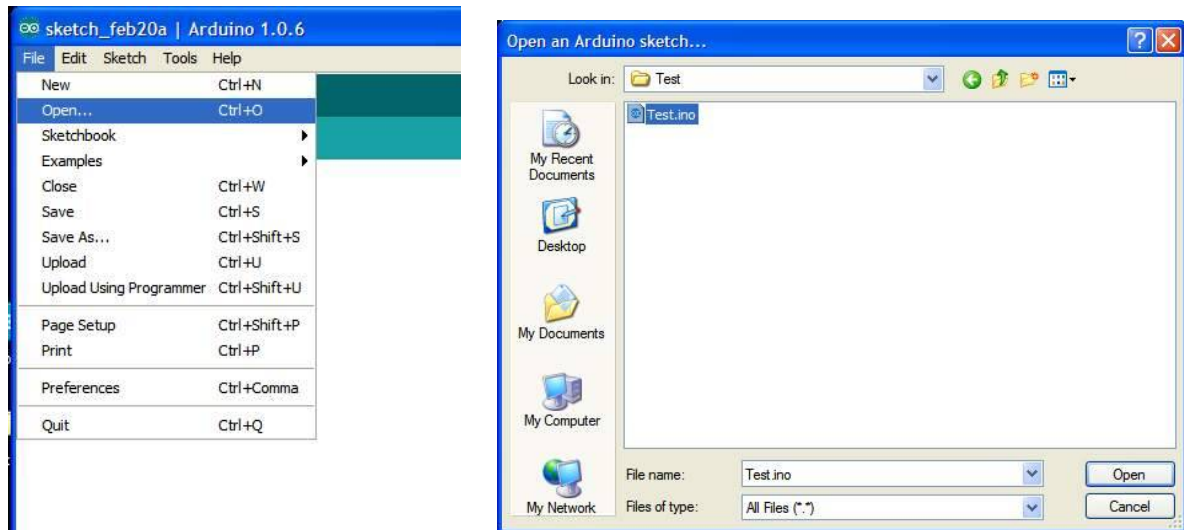 sketch_feb20a | Arduino 1.0.6
File Edit Sketch Tools Help
New Ctrl+N
Open... Ctrl+O
Sketchbook
Examples
Close Ctrl+W
Save Ctrl+S
Save As... Ctrl+Shift+S
Upload Ctrl+U
Upload Using Programmer Ctrl+Shift+U
Page Setup Ctrl+Shift+P
Print Ctrl+P
Preferences Ctrl+Comma
Quit Ctrl+Q
Open an Arduino sketch...
Look in: Test
Test.ino
My Recent
Documents
Desktop
My Documents
My Computer
My Network
File name: Test.ino Open
Files of type: All Files (*.*) Cancel